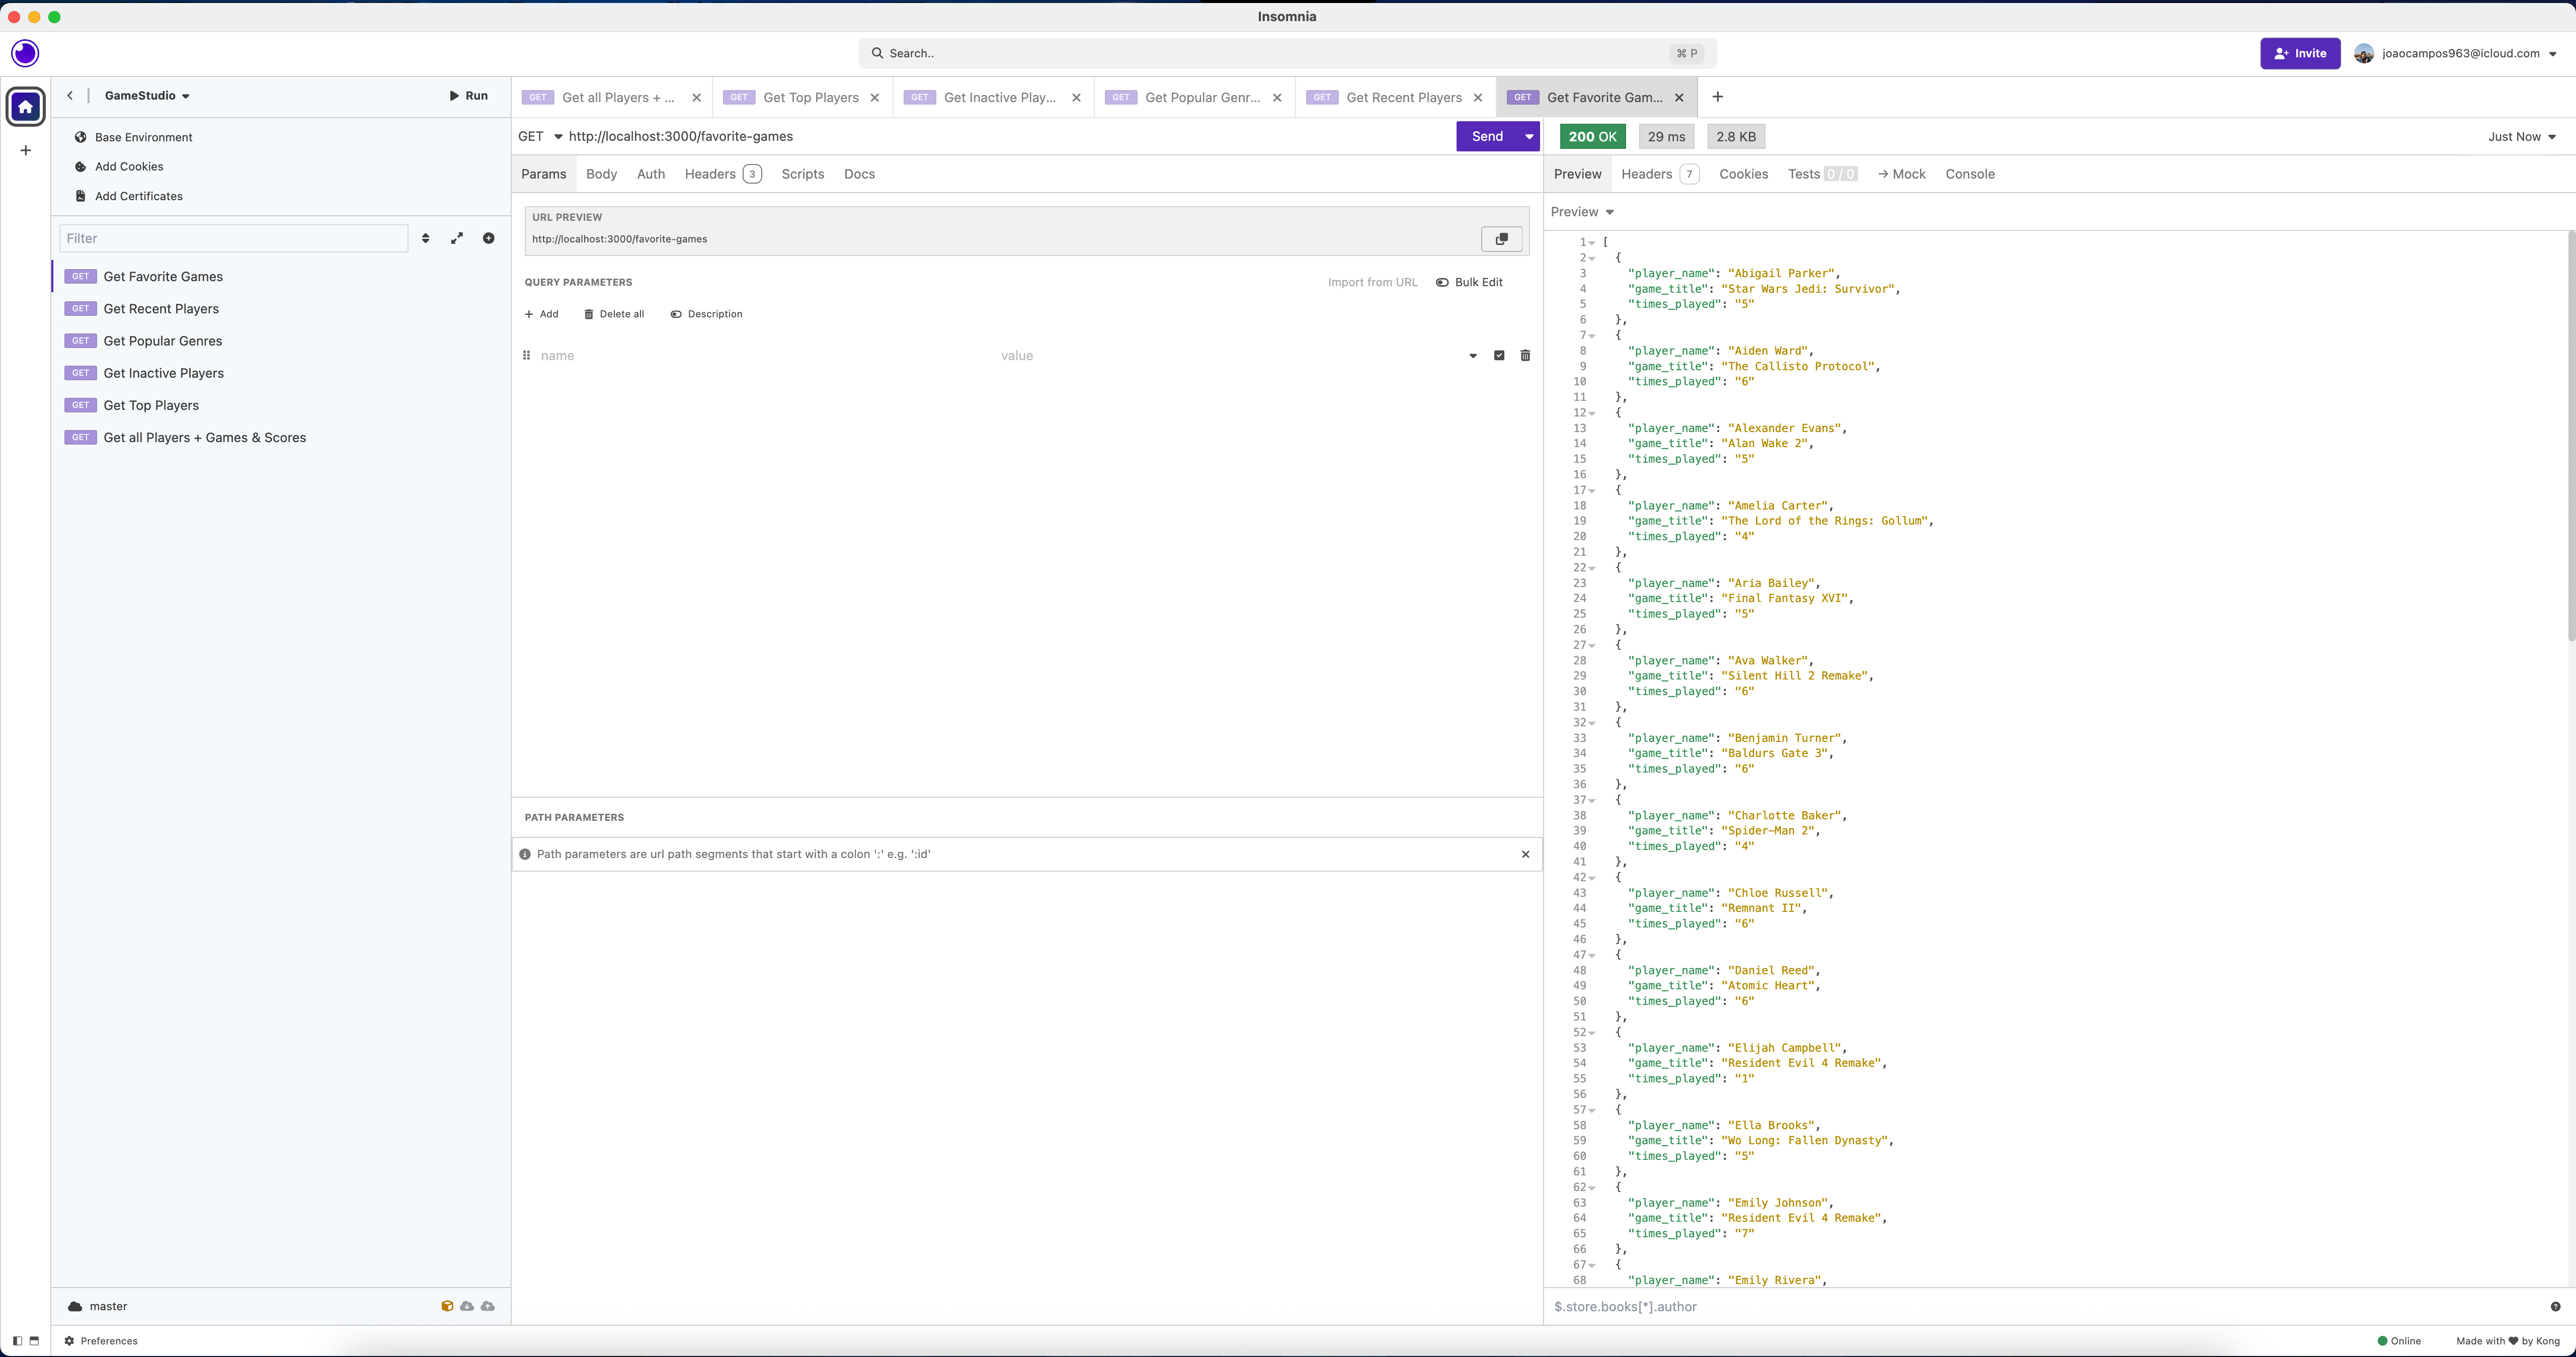 Insomnia
Search..
⌘ P
Invite
joaocampos963@icloud.com
GameStudio
Run
Base Environment
Add Cookies
Add Certificates
Filter
GET Get Favorite Games
GET Get Recent Players
GET Get Popular Genres
GET Get Inactive Players
GET Get Top Players
GET Get all Players + Games & Scores
master
Preferences
GET Get all Players + ...
GET Get Top Players
GET Get Inactive Play...
GET Get Popular Genr...
GET Get Recent Players
GET Get Favorite Gam...
GET http://localhost:3000/favorite-games
Send
Params Body Auth Headers 3 Scripts Docs
URL PREVIEW
http://localhost:3000/favorite-games
QUERY PARAMETERS
Import from URL
Bulk Edit
+ Add
Delete all
Description
name
value
PATH PARAMETERS
Path parameters are url path segments that start with a colon ':' e.g. ':id'
200 OK
29 ms
2.8 KB
Just Now
Preview Headers 7 Cookies Tests 0 / 0 → Mock Console
Preview
1 [
2 {
3 "player_name": "Abigail Parker",
4 "game_title": "Star Wars Jedi: Survivor",
5 "times_played": "5"
6 },
7 {
8 "player_name": "Aiden Ward",
9 "game_title": "The Callisto Protocol",
10 "times_played": "6"
11 },
12 {
13 "player_name": "Alexander Evans",
14 "game_title": "Alan Wake 2",
15 "times_played": "5"
16 },
17 {
18 "player_name": "Amelia Carter",
19 "game_title": "The Lord of the Rings: Gollum",
20 "times_played": "4"
21 },
22 {
23 "player_name": "Aria Bailey",
24 "game_title": "Final Fantasy XVI",
25 "times_played": "5"
26 },
27 {
28 "player_name": "Ava Walker",
29 "game_title": "Silent Hill 2 Remake",
30 "times_played": "6"
31 },
32 {
33 "player_name": "Benjamin Turner",
34 "game_title": "Baldurs Gate 3",
35 "times_played": "6"
36 },
37 {
38 "player_name": "Charlotte Baker",
39 "game_title": "Spider-Man 2",
40 "times_played": "4"
41 },
42 {
43 "player_name": "Chloe Russell",
44 "game_title": "Remnant II",
45 "times_played": "6"
46 },
47 {
48 "player_name": "Daniel Reed",
49 "game_title": "Atomic Heart",
50 "times_played": "6"
51 },
52 {
53 "player_name": "Elijah Campbell",
54 "game_title": "Resident Evil 4 Remake",
55 "times_played": "1"
56 },
57 {
58 "player_name": "Ella Brooks",
59 "game_title": "Wo Long: Fallen Dynasty",
60 "times_played": "5"
61 },
62 {
63 "player_name": "Emily Johnson",
64 "game_title": "Resident Evil 4 Remake",
65 "times_played": "7"
66 },
67 {
68 "player_name": "Emily Rivera",
$.store.books[*].author
Online
Made with ♥ by Kong